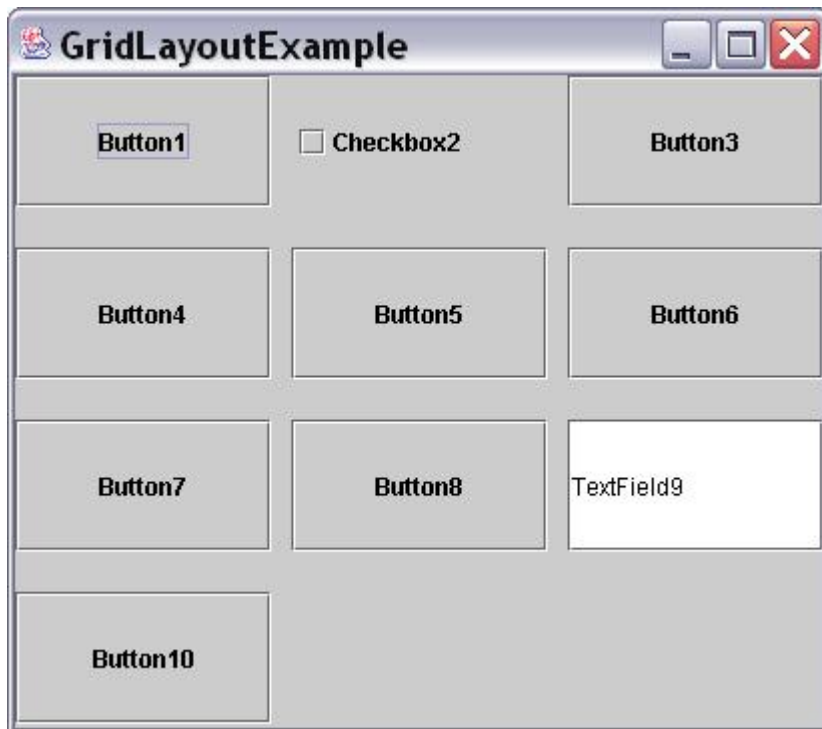 GridLayoutExample
Button1 Checkbox2 Button3
Button4 Button5 Button6
Button7 Button8 TextField9
Button10